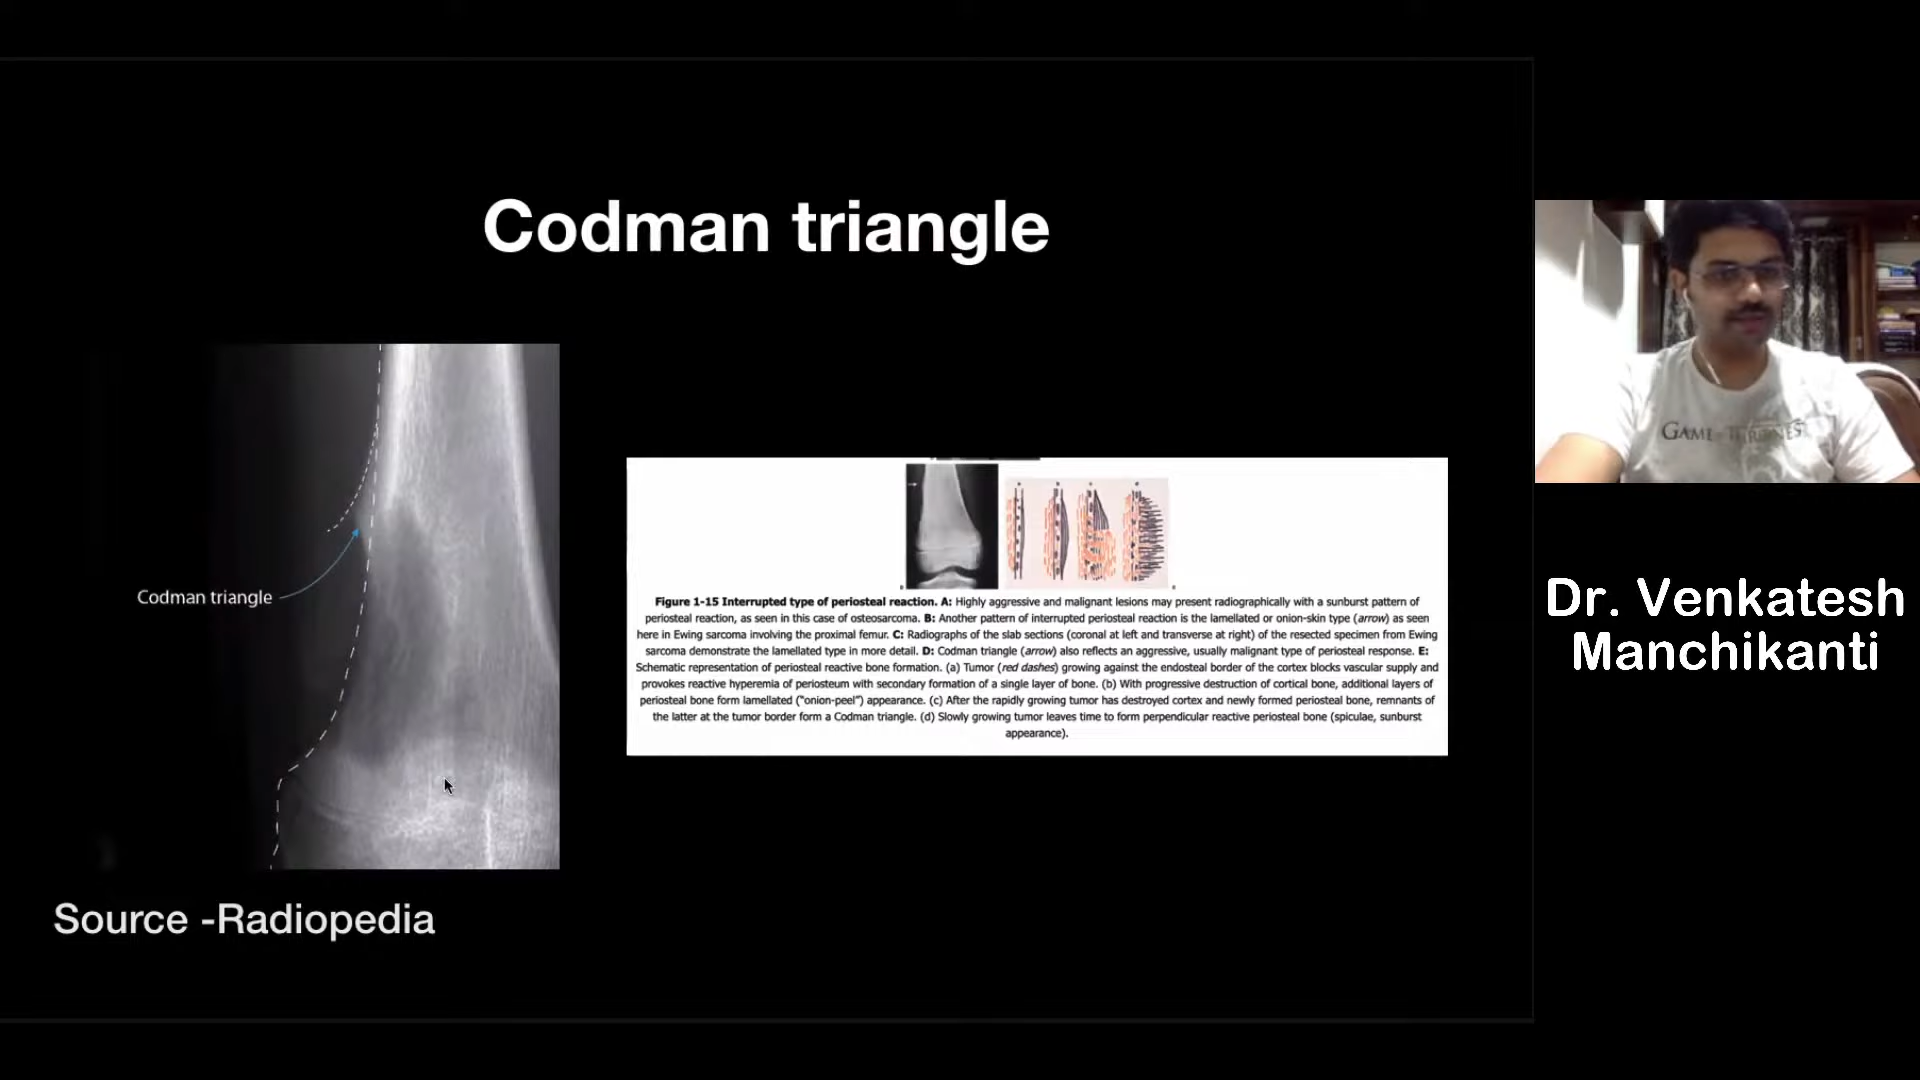 Codman triangle
Codman triangle
Source -Radiopedia
Figure 1-15 Interrupted type of periosteal reaction. A: Highly aggressive and malignant lesions may present radiographically with a sunburst pattern of
periosteal reaction, as seen in this case of osteosarcoma. B: Another pattern of interrupted periosteal reaction is the lamellated or onion-skin type (arrow) as seen
here in Ewing sarcoma involving the proximal femur. C: Radiographs of the slab sections (coronal at left and transverse at right) of the resected specimen from Ewing
sarcoma demonstrate the lamellated type in more detail. D: Codman triangle (arrow) also reflects an aggressive, usually malignant type of periosteal response. E:
Schematic representation of periosteal reactive bone formation. (a) Tumor (red dashes) growing against the endosteal border of the cortex blocks vascular supply and
provokes reactive hyperemia of periosteum with secondary formation of a single layer of bone. (b) With progressive destruction of cortical bone, additional layers of
periosteal bone form lamellated ("onion-peel") appearance. (c) After the rapidly growing tumor has destroyed cortex and newly formed periosteal bone, remnants of
the latter at the tumor border form a Codman triangle. (d) Slowly growing tumor leaves time to form perpendicular reactive periosteal bone (spiculae, sunburst
appearance).
GAME OF THRONES
Dr. Venkatesh
Manchikanti